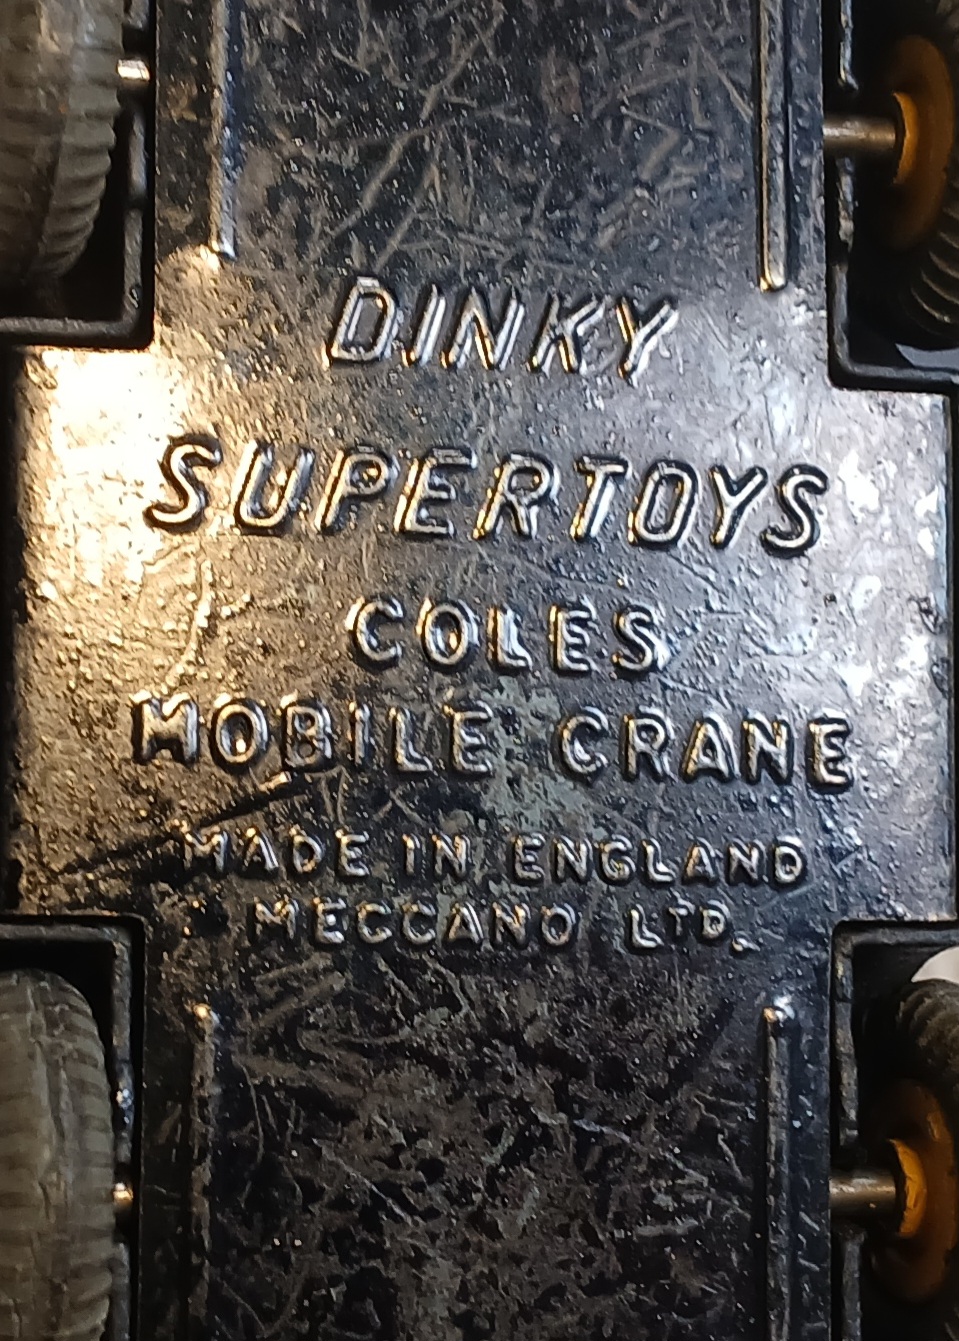 DINKY
SUPERTOYS
COLES
MOBILE CRANE
MADE IN ENGLAND
MECCANO LTD.